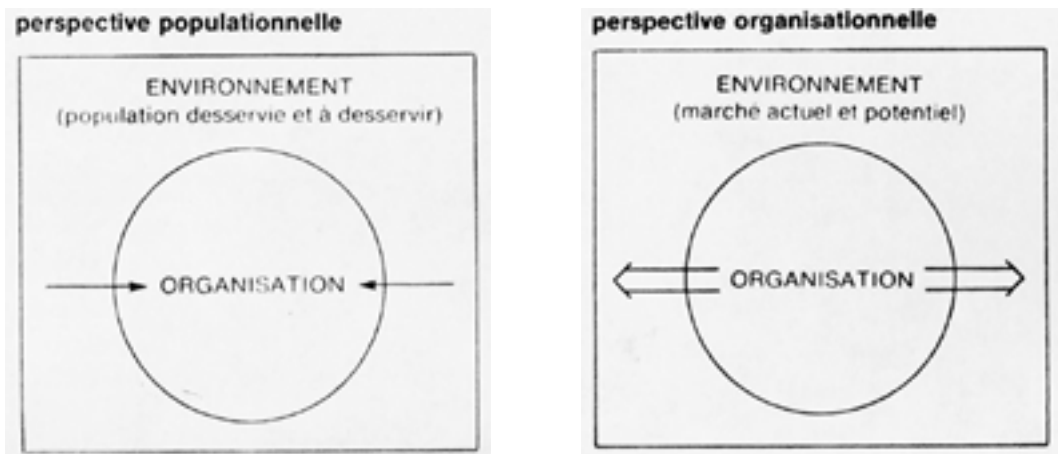 perspective populationnelle
ENVIRONNEMENT
(population desservie et à desservir)
ORGANISATION
perspective organisationnelle
ENVIRONNEMENT
(marché actuel et potentiel)
ORGANISATION